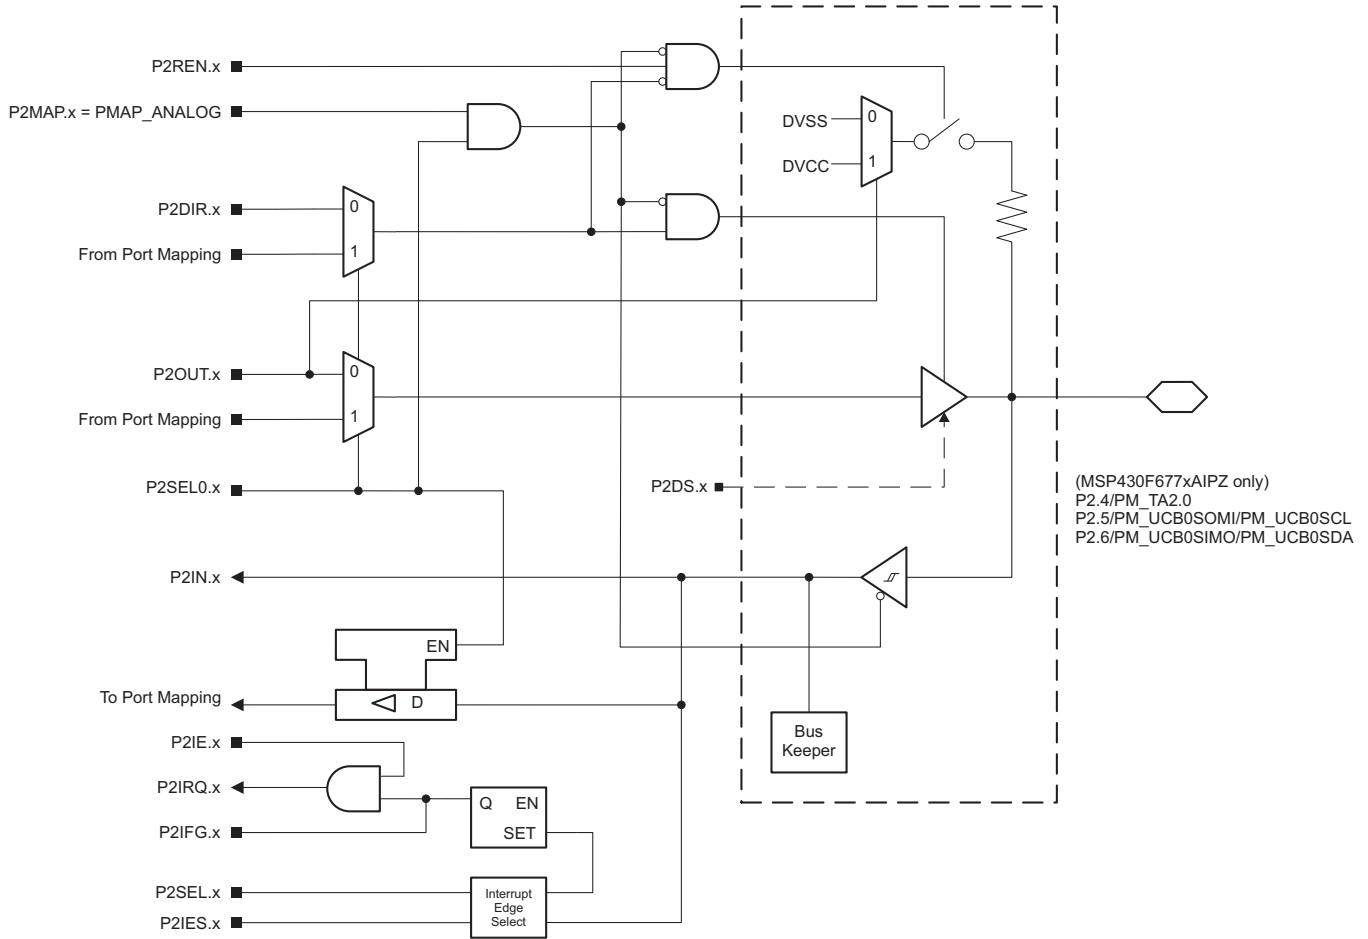 P2REN.x
P2MAP.x = PMAP_ANALOG
DVSS
0
DVCC
1
P2DIR.x
0
From Port Mapping
1
P2OUT.x
0
From Port Mapping
1
P2SEL0.x
P2DS.x
(MSP430F677xAIPZ only)
P2.4/PM_TA2.0
P2.5/PM_UCB0SOMI/PM_UCB0SCL
P2.6/PM_UCB0SIMO/PM_UCB0SDA
P2IN.x
EN
To Port Mapping
D
Bus
Keeper
P2IE.x
P2IRQ.x
Q EN
SET
P2IFG.x
P2SEL.x
P2IES.x
Interrupt
Edge
Select